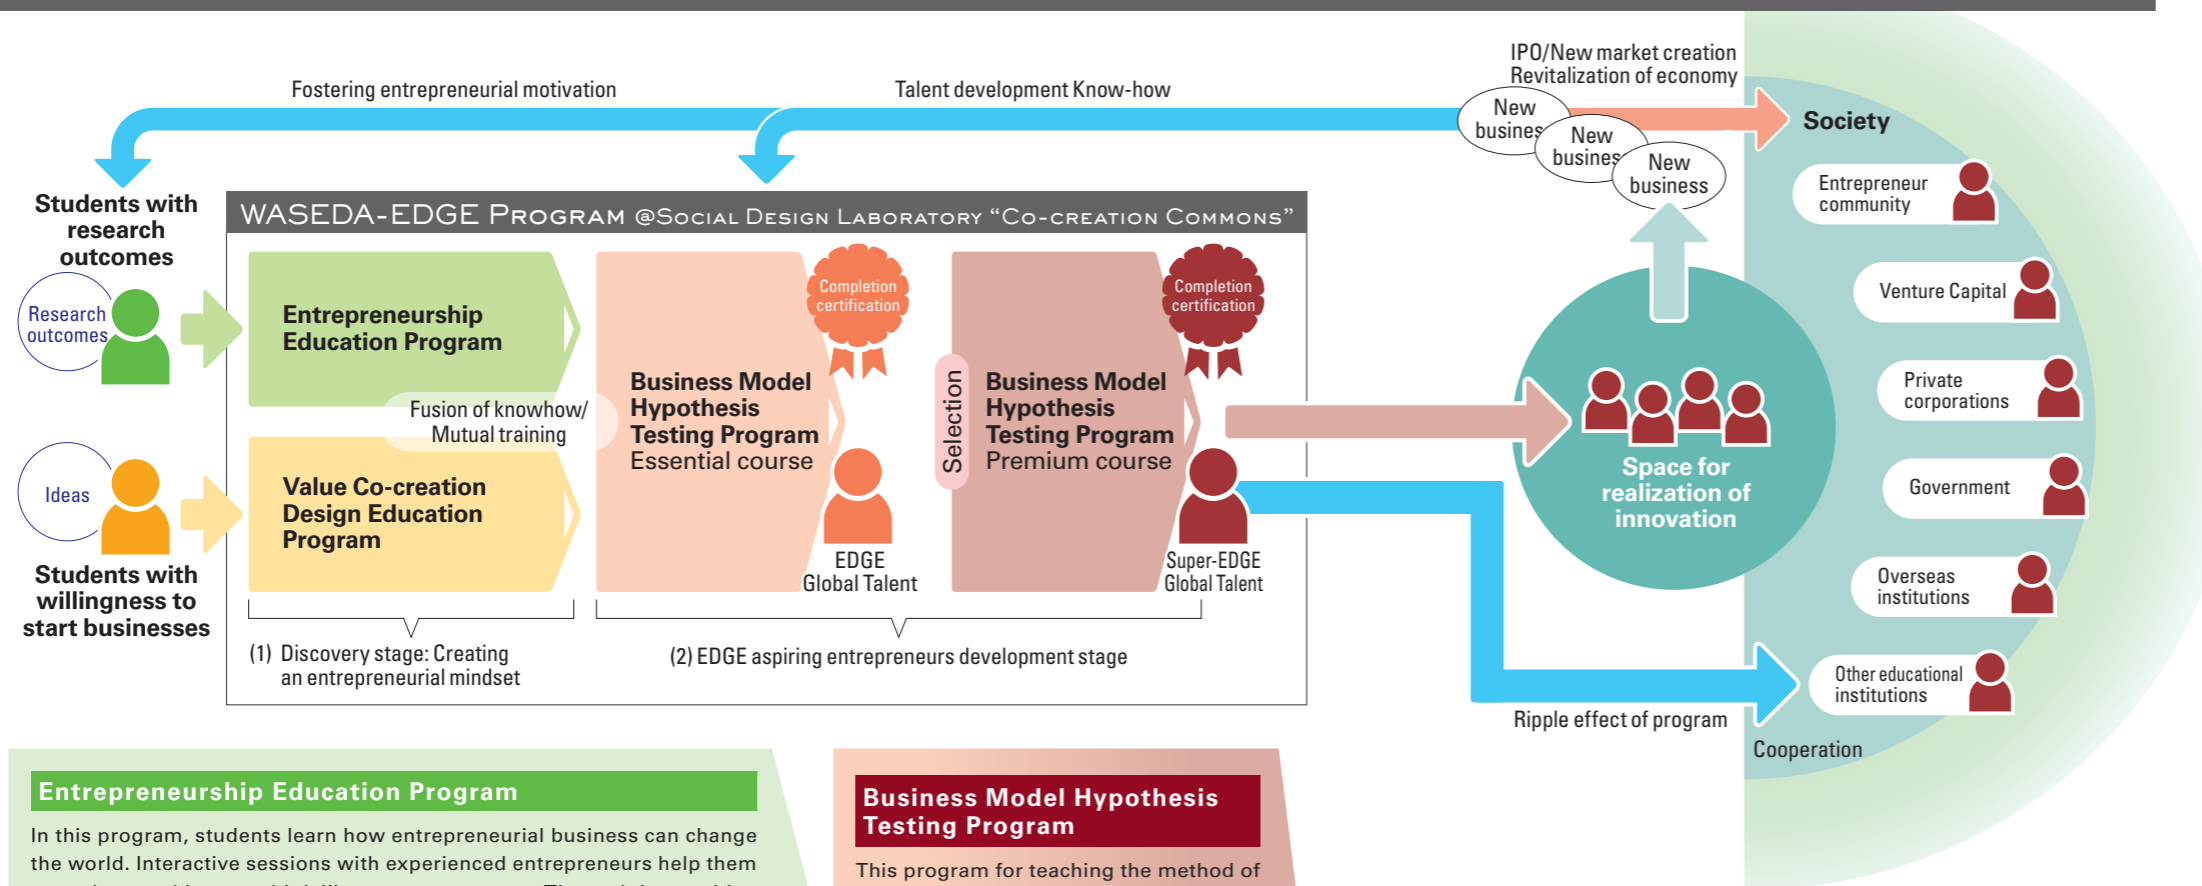 IPO/New market creation
Revitalization of economy
Fostering entrepreneurial motivation
Talent development Know-how
New
busines
New
busines
New
business
Society
Students with
research
outcomes
Research
outcomes
Ideas
Students with
willingness to
start businesses
WASEDA-EDGE PROGRAM @SOCIAL DESIGN LABORATORY “CO-CREATION COMMONS”
Entrepreneurship
Education Program
Fusion of knowhow/
Mutual training
Value Co-creation
Design Education
Program
Business Model
Hypothesis
Testing Program
Essential course
Completion
certification
EDGE
Global Talent
Selection
Business Model
Hypothesis
Testing Program
Premium course
Completion
certification
Super-EDGE
Global Talent
(1) Discovery stage: Creating
an entrepreneurial mindset
(2) EDGE aspiring entrepreneurs development stage
Space for
realization of
innovation
Entrepreneur
community
Venture Capital
Private
corporations
Government
Overseas
institutions
Other educational
institutions
Ripple effect of program
Cooperation
Entrepreneurship Education Program
In this program, students learn how entrepreneurial business can change
the world. Interactive sessions with experienced entrepreneurs help them
Business Model Hypothesis
Testing Program
This program for teaching the method of